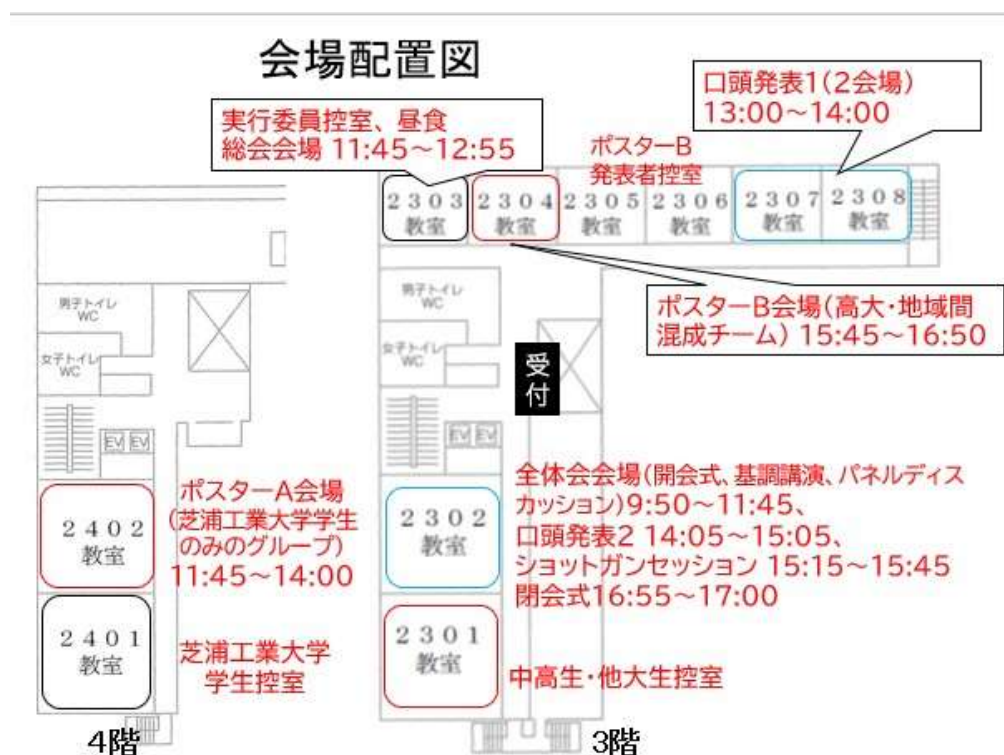 会場配置図
実行委員控室、昼食
総会会場 11:45～12:55
口頭発表1(2会場)
13:00～14:00
ポスターB
発表者控室
2303
教室
2304
教室
2305
教室
2306
教室
2307
教室
2308
教室
ポスターB会場(高大・地域間
混成チーム) 15:45～16:50
男子トイレ
WC
女子トイレ
WC
EV EV
男子トイレ
WC
女子トイレ
WC
EV EV
受付
2402
教室
ポスターA会場
(芝浦工業大学学生
のみのグループ)
11:45～14:00
2401
教室
芝浦工業大学
学生控室
4階
2302
教室
全体会会場(開会式、基調講演、パネルディス
カッション)9:50～11:45、
口頭発表2 14:05～15:05、
ショットガンセッション 15:15～15:45
閉会式16:55～17:00
2301
教室
中高生・他大生控室
3階